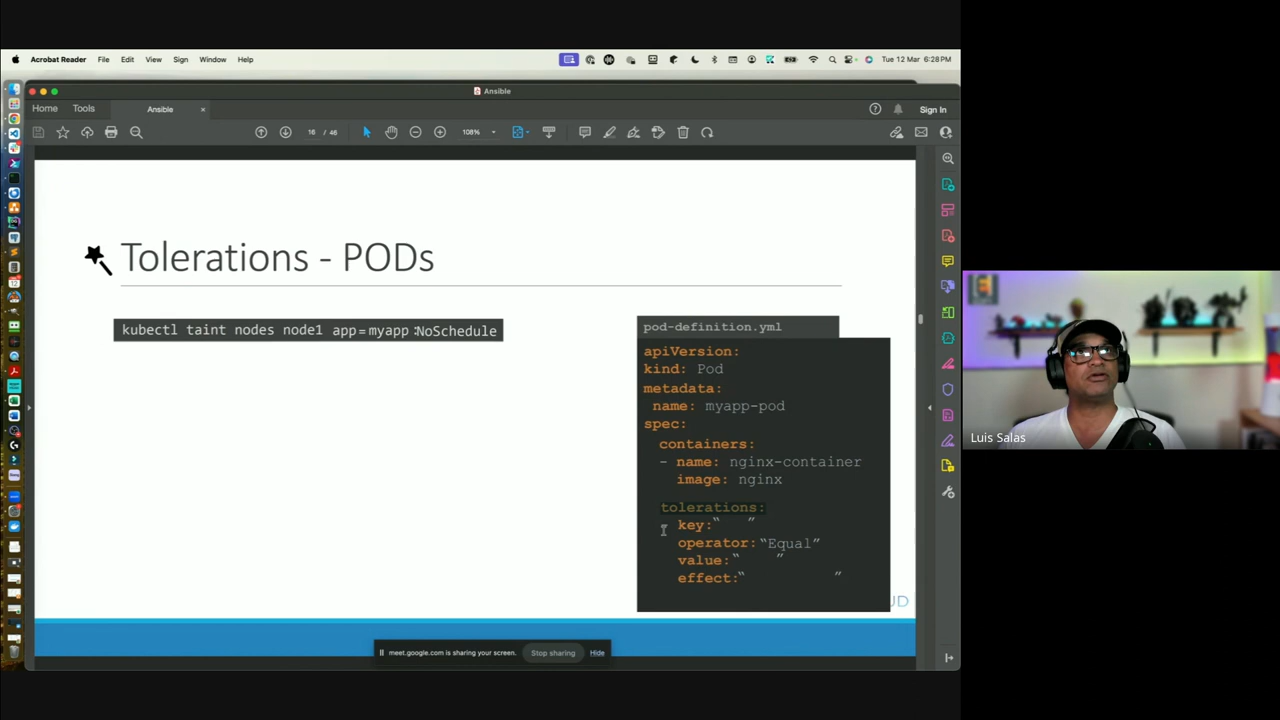 Acrobat Reader File Edit View Sign Window Help
Tue 12 Mar 6:28PM
Ansible
Home Tools Ansible ×
Sign In
16 / 46
108%
Tolerations - PODs
kubectl taint nodes node1 app=myapp:NoSchedule
pod-definition.yml
apiVersion:
kind: Pod
metadata:
name: myapp-pod
spec:
containers:
- name: nginx-container
image: nginx
tolerations:
key:“ ”
operator:“Equal”
value:“ ”
effect:“ ”
UD
meet.google.com is sharing your screen. Stop sharing Hide
Luis Salas